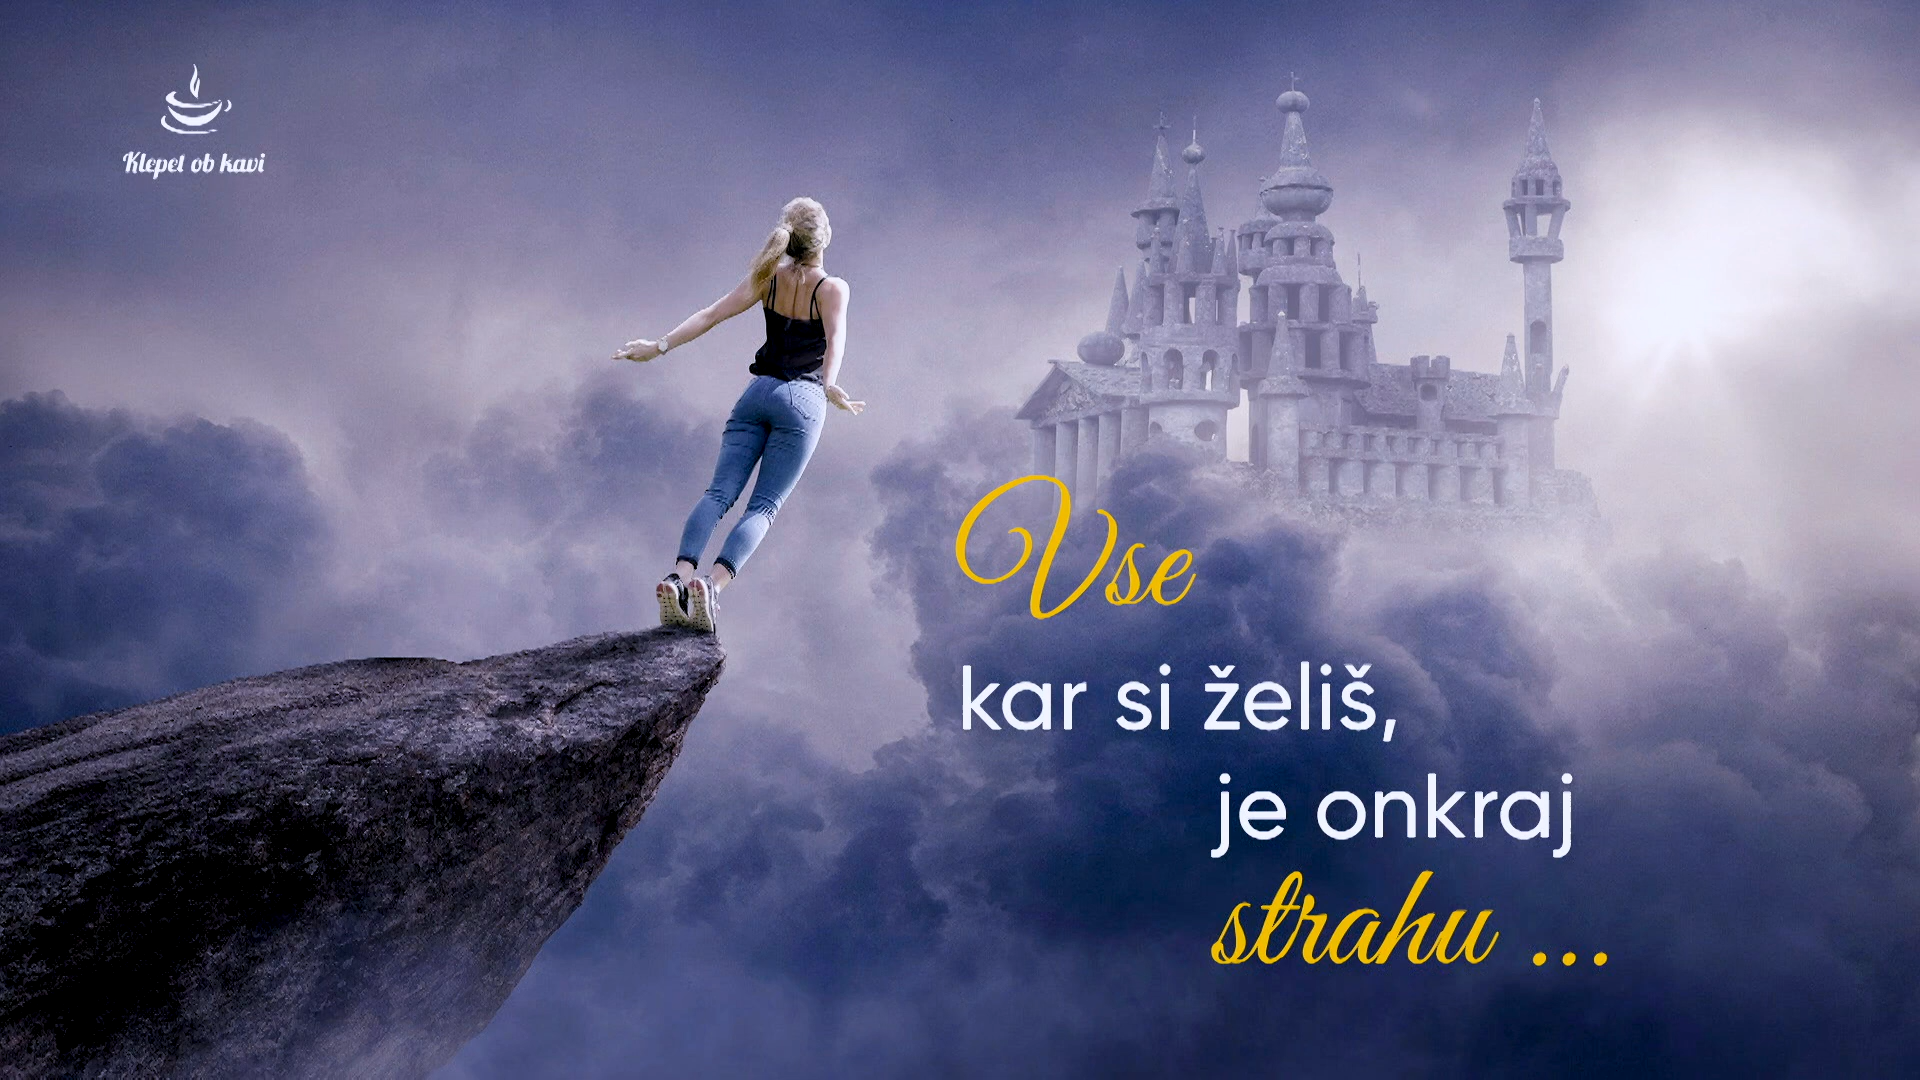 Klepet ob kavi
Vse
kar si želiš,
je onkraj
strahu ...